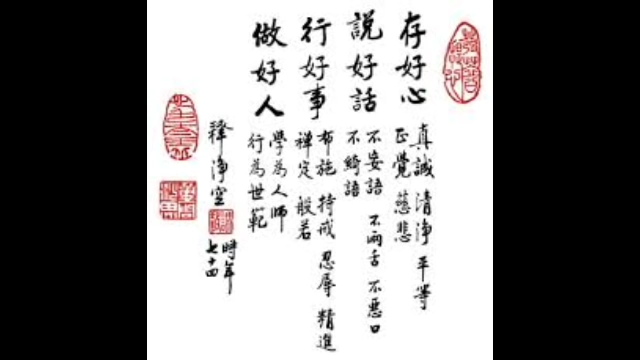 存好心
真誠 清淨 平等
正覺 慈悲
說好話
不妄語 不兩舌 不惡口
不綺語
行好事
布施 持戒 忍辱 精進
禪定 般若
做好人
學為人師
行為世範
釋淨空
時年
七十四